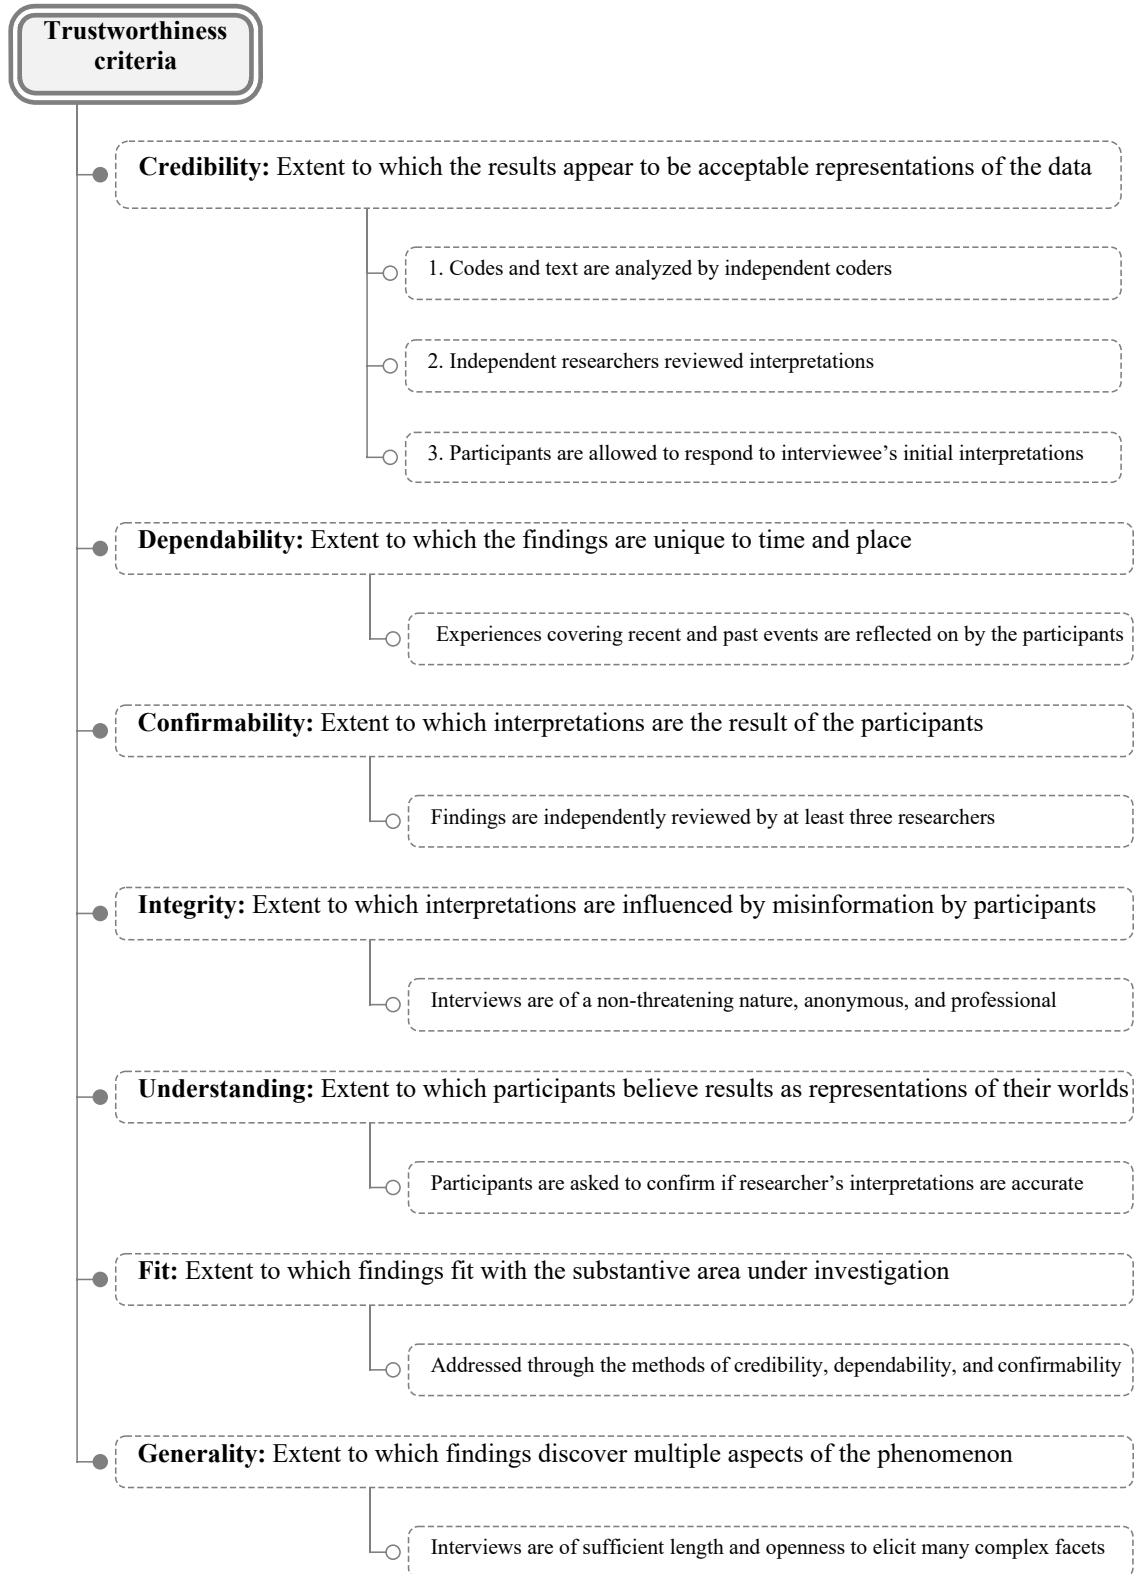 Trustworthiness
criteria
Credibility: Extent to which the results appear to be acceptable representations of the data
1. Codes and text are analyzed by independent coders
2. Independent researchers reviewed interpretations
3. Participants are allowed to respond to interviewee’s initial interpretations
Dependability: Extent to which the findings are unique to time and place
Experiences covering recent and past events are reflected on by the participants
Confirmability: Extent to which interpretations are the result of the participants
Findings are independently reviewed by at least three researchers
Integrity: Extent to which interpretations are influenced by misinformation by participants
Interviews are of a non-threatening nature, anonymous, and professional
Understanding: Extent to which participants believe results as representations of their worlds
Participants are asked to confirm if researcher’s interpretations are accurate
Fit: Extent to which findings fit with the substantive area under investigation
Addressed through the methods of credibility, dependability, and confirmability
Generality: Extent to which findings discover multiple aspects of the phenomenon
Interviews are of sufficient length and openness to elicit many complex facets